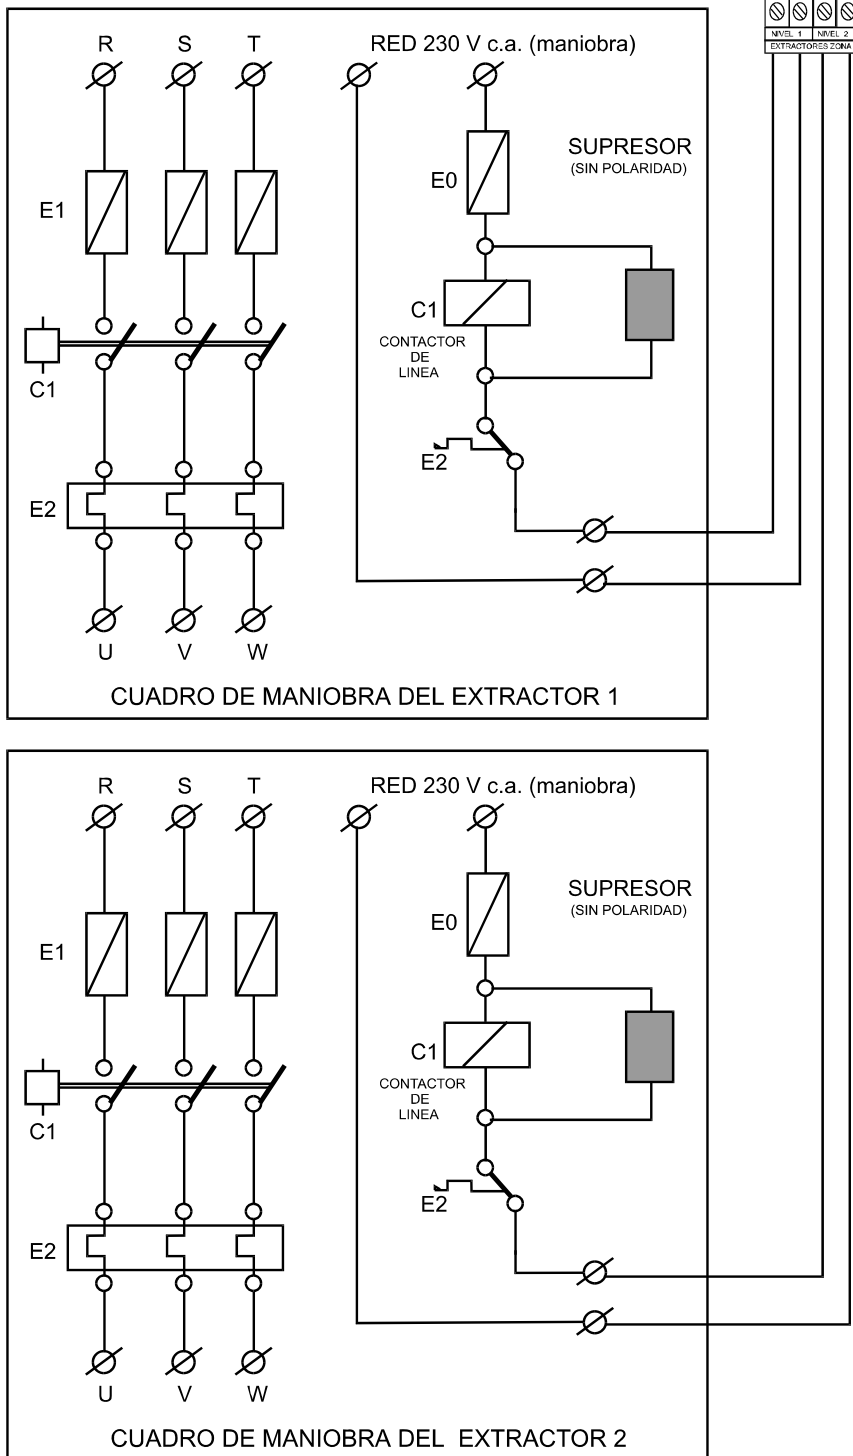 NIVEL 1 NIVEL 2
EXTRACTORES ZONA
R S T RED 230 V c.a. (maniobra)
SUPRESOR
(SIN POLARIDAD)
E0
E1
C1
CONTACTOR
DE
LINEA
C1
E2
E2
U V W
CUADRO DE MANIOBRA DEL EXTRACTOR 1
R S T RED 230 V c.a. (maniobra)
SUPRESOR
(SIN POLARIDAD)
E0
E1
C1
CONTACTOR
DE
LINEA
C1
E2
E2
U V W
CUADRO DE MANIOBRA DEL EXTRACTOR 2